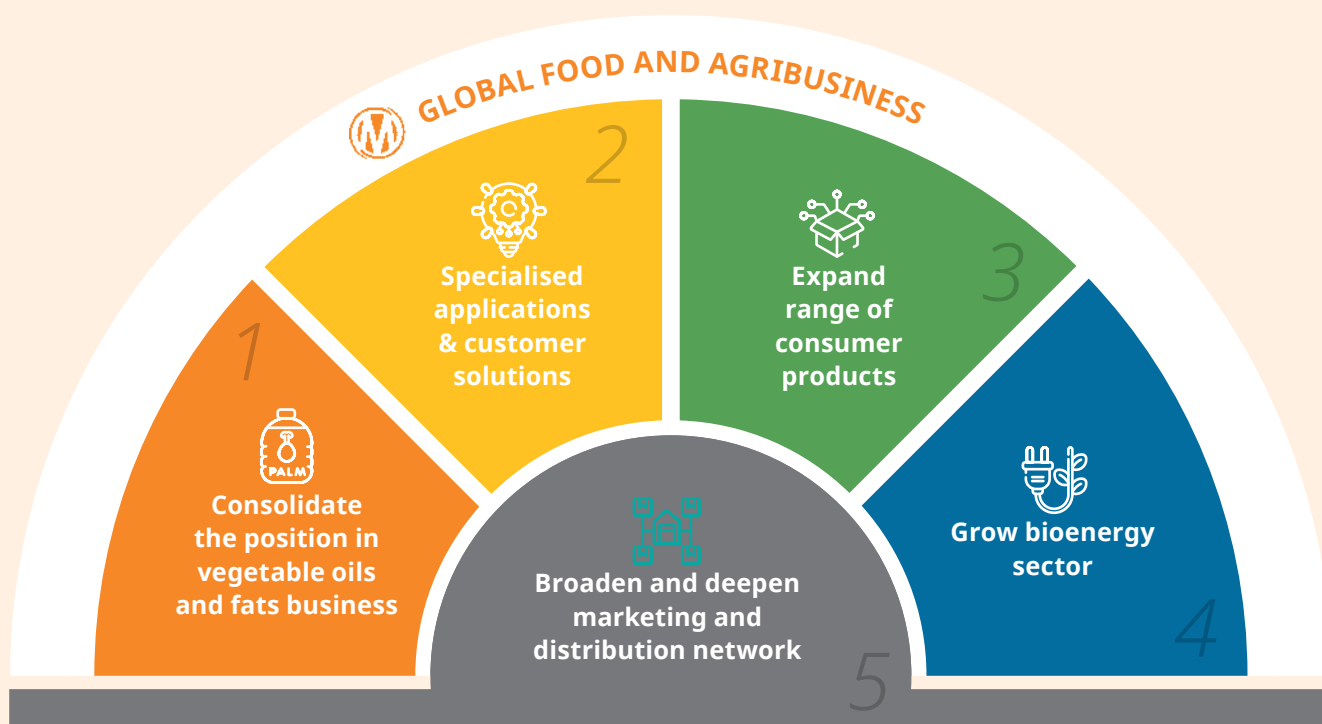 M
GLOBAL FOOD AND AGRIBUSINESS
1
PALM
Consolidate
the position in
vegetable oils
and fats business
2
Specialised
applications
& customer
solutions
3
Expand
range of
consumer
products
4
Grow bioenergy
sector
5
Broaden and deepen
marketing and
distribution network